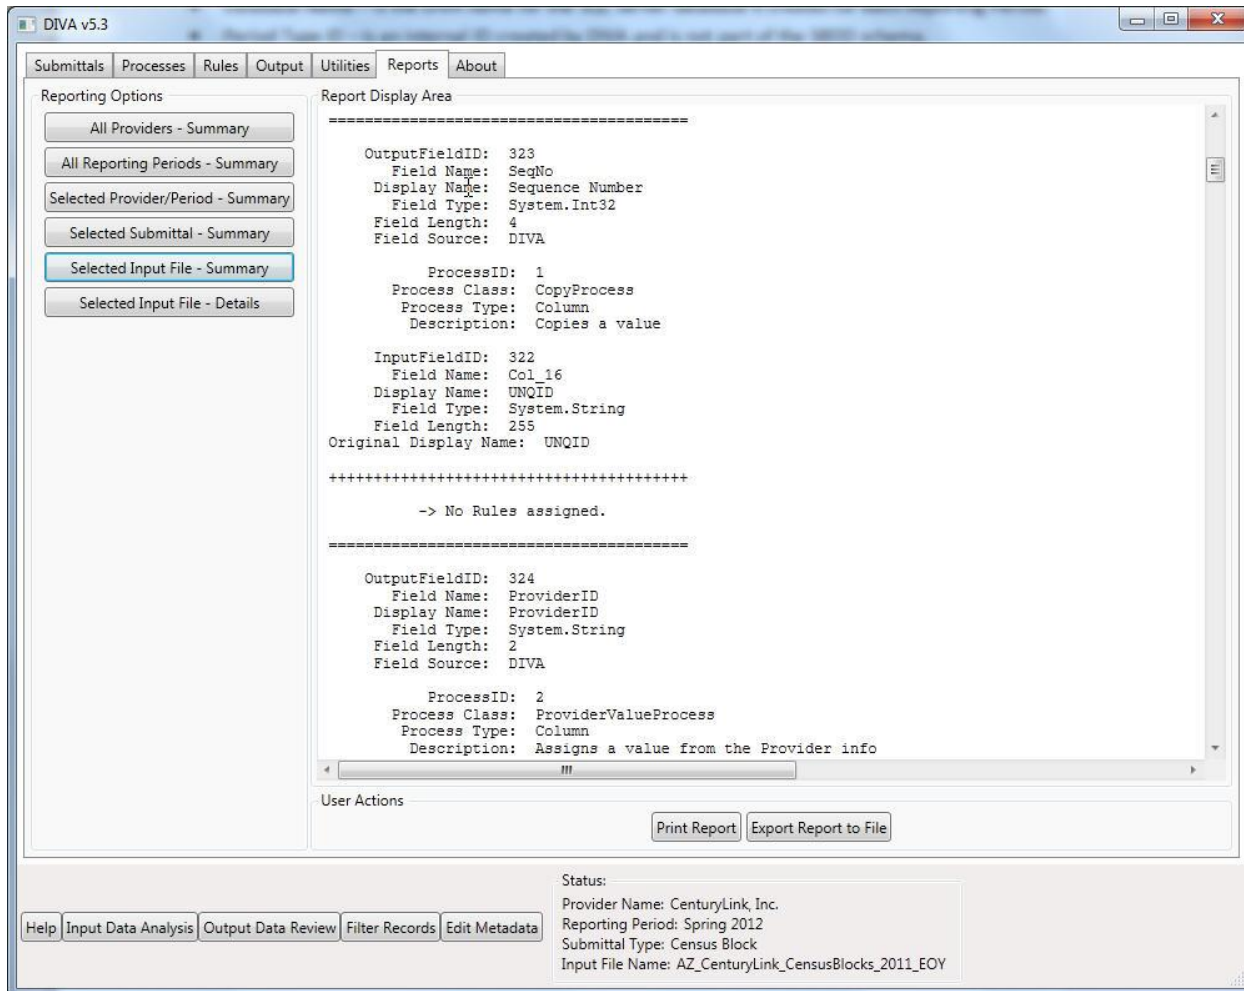 DIVA v5.3
Submittals Processes Rules Output Utilities Reports About
Reporting Options
All Providers - Summary
All Reporting Periods - Summary
Selected Provider/Period - Summary
Selected Submittal - Summary
Selected Input File - Summary
Selected Input File - Details
Report Display Area
========================================
OutputFieldID: 323
Field Name: SeqNo
Display Name: Sequence Number
Field Type: System.Int32
Field Length: 4
Field Source: DIVA
ProcessID: 1
Process Class: CopyProcess
Process Type: Column
Description: Copies a value
InputFieldID: 322
Field Name: Col_16
Display Name: UNQID
Field Type: System.String
Field Length: 255
Original Display Name: UNQID
++++++++++++++++++++++++++++++++++++++++
-> No Rules assigned.
========================================
OutputFieldID: 324
Field Name: ProviderID
Display Name: ProviderID
Field Type: System.String
Field Length: 2
Field Source: DIVA
ProcessID: 2
Process Class: ProviderValueProcess
Process Type: Column
Description: Assigns a value from the Provider info
User Actions
Print Report Export Report to File
Help Input Data Analysis Output Data Review Filter Records Edit Metadata
Status:
Provider Name: CenturyLink, Inc.
Reporting Period: Spring 2012
Submittal Type: Census Block
Input File Name: AZ_CenturyLink_CensusBlocks_2011_EOY